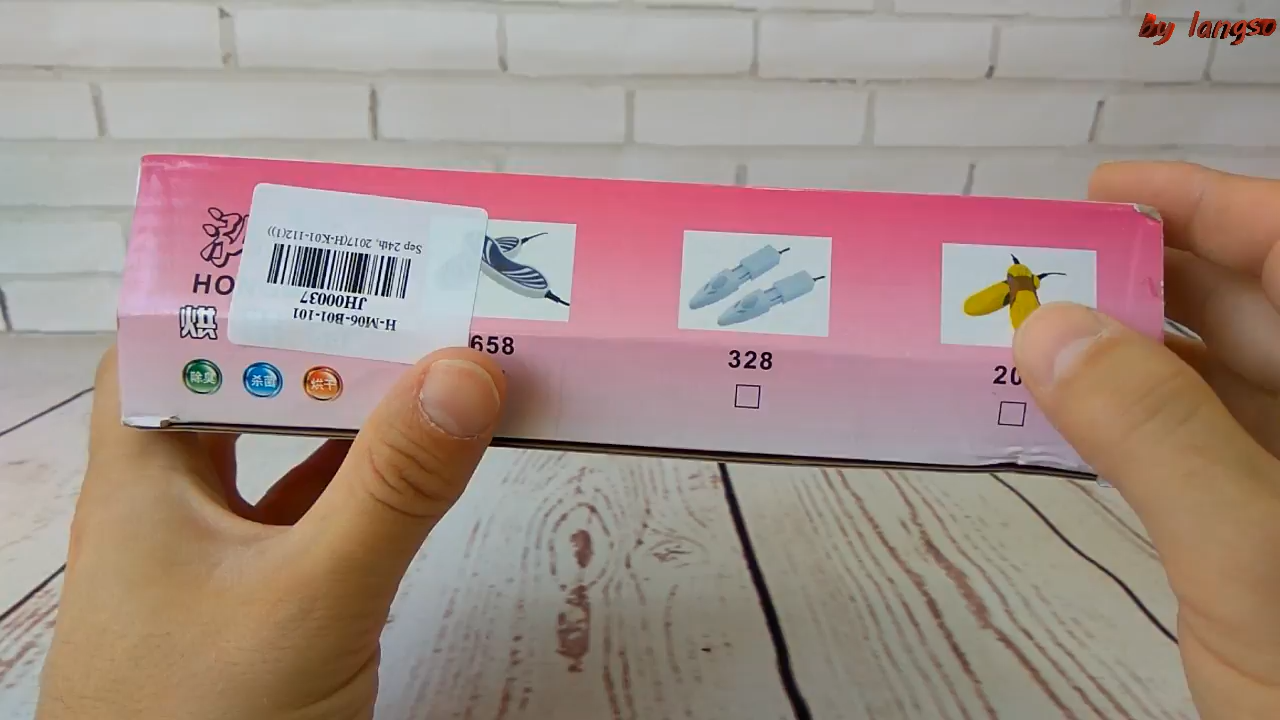 by langso
HO
烘
除臭
杀菌
烘干
Sep 24th, 2017(H-K01-112(1))
JH00037
H-M06-B01-101
658
328
20